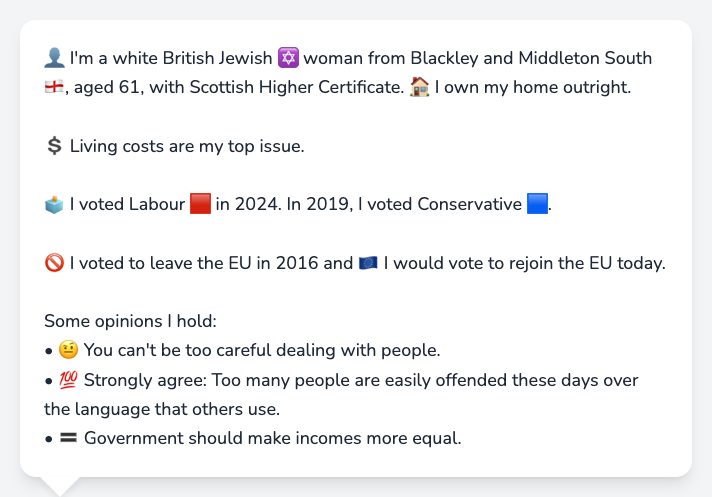 👤 I'm a white British Jewish ✡️ woman from Blackley and Middleton South
🏴󠁧󠁢󠁥󠁮󠁧󠁿, aged 61, with Scottish Higher Certificate. 🏠 I own my home outright.
💲 Living costs are my top issue.
🗳️ I voted Labour 🟥 in 2024. In 2019, I voted Conservative 🟦.
🚫 I voted to leave the EU in 2016 and 🇪🇺 I would vote to rejoin the EU today.
Some opinions I hold:
• 🤨 You can't be too careful dealing with people.
• 💯 Strongly agree: Too many people are easily offended these days over
the language that others use.
• 🟰 Government should make incomes more equal.